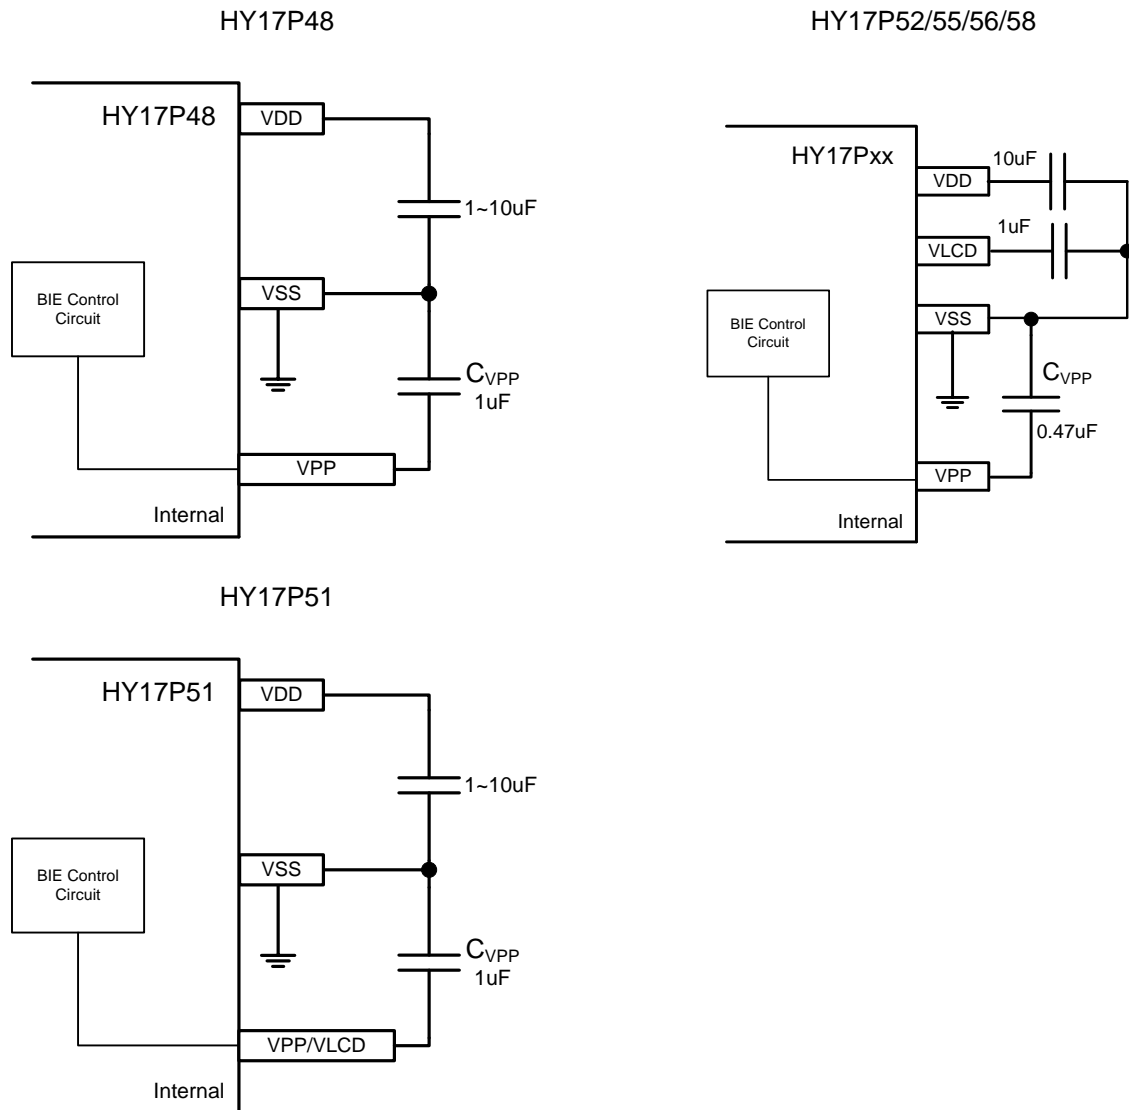 HY17P48
HY17P48
VDD
1~10uF
BIE Control
Circuit
VSS
CVPP
1uF
VPP
Internal
HY17P52/55/56/58
HY17Pxx
10uF
VDD
1uF
VLCD
BIE Control
Circuit
VSS
CVPP
0.47uF
VPP
Internal
HY17P51
HY17P51
VDD
1~10uF
BIE Control
Circuit
VSS
CVPP
1uF
VPP/VLCD
Internal